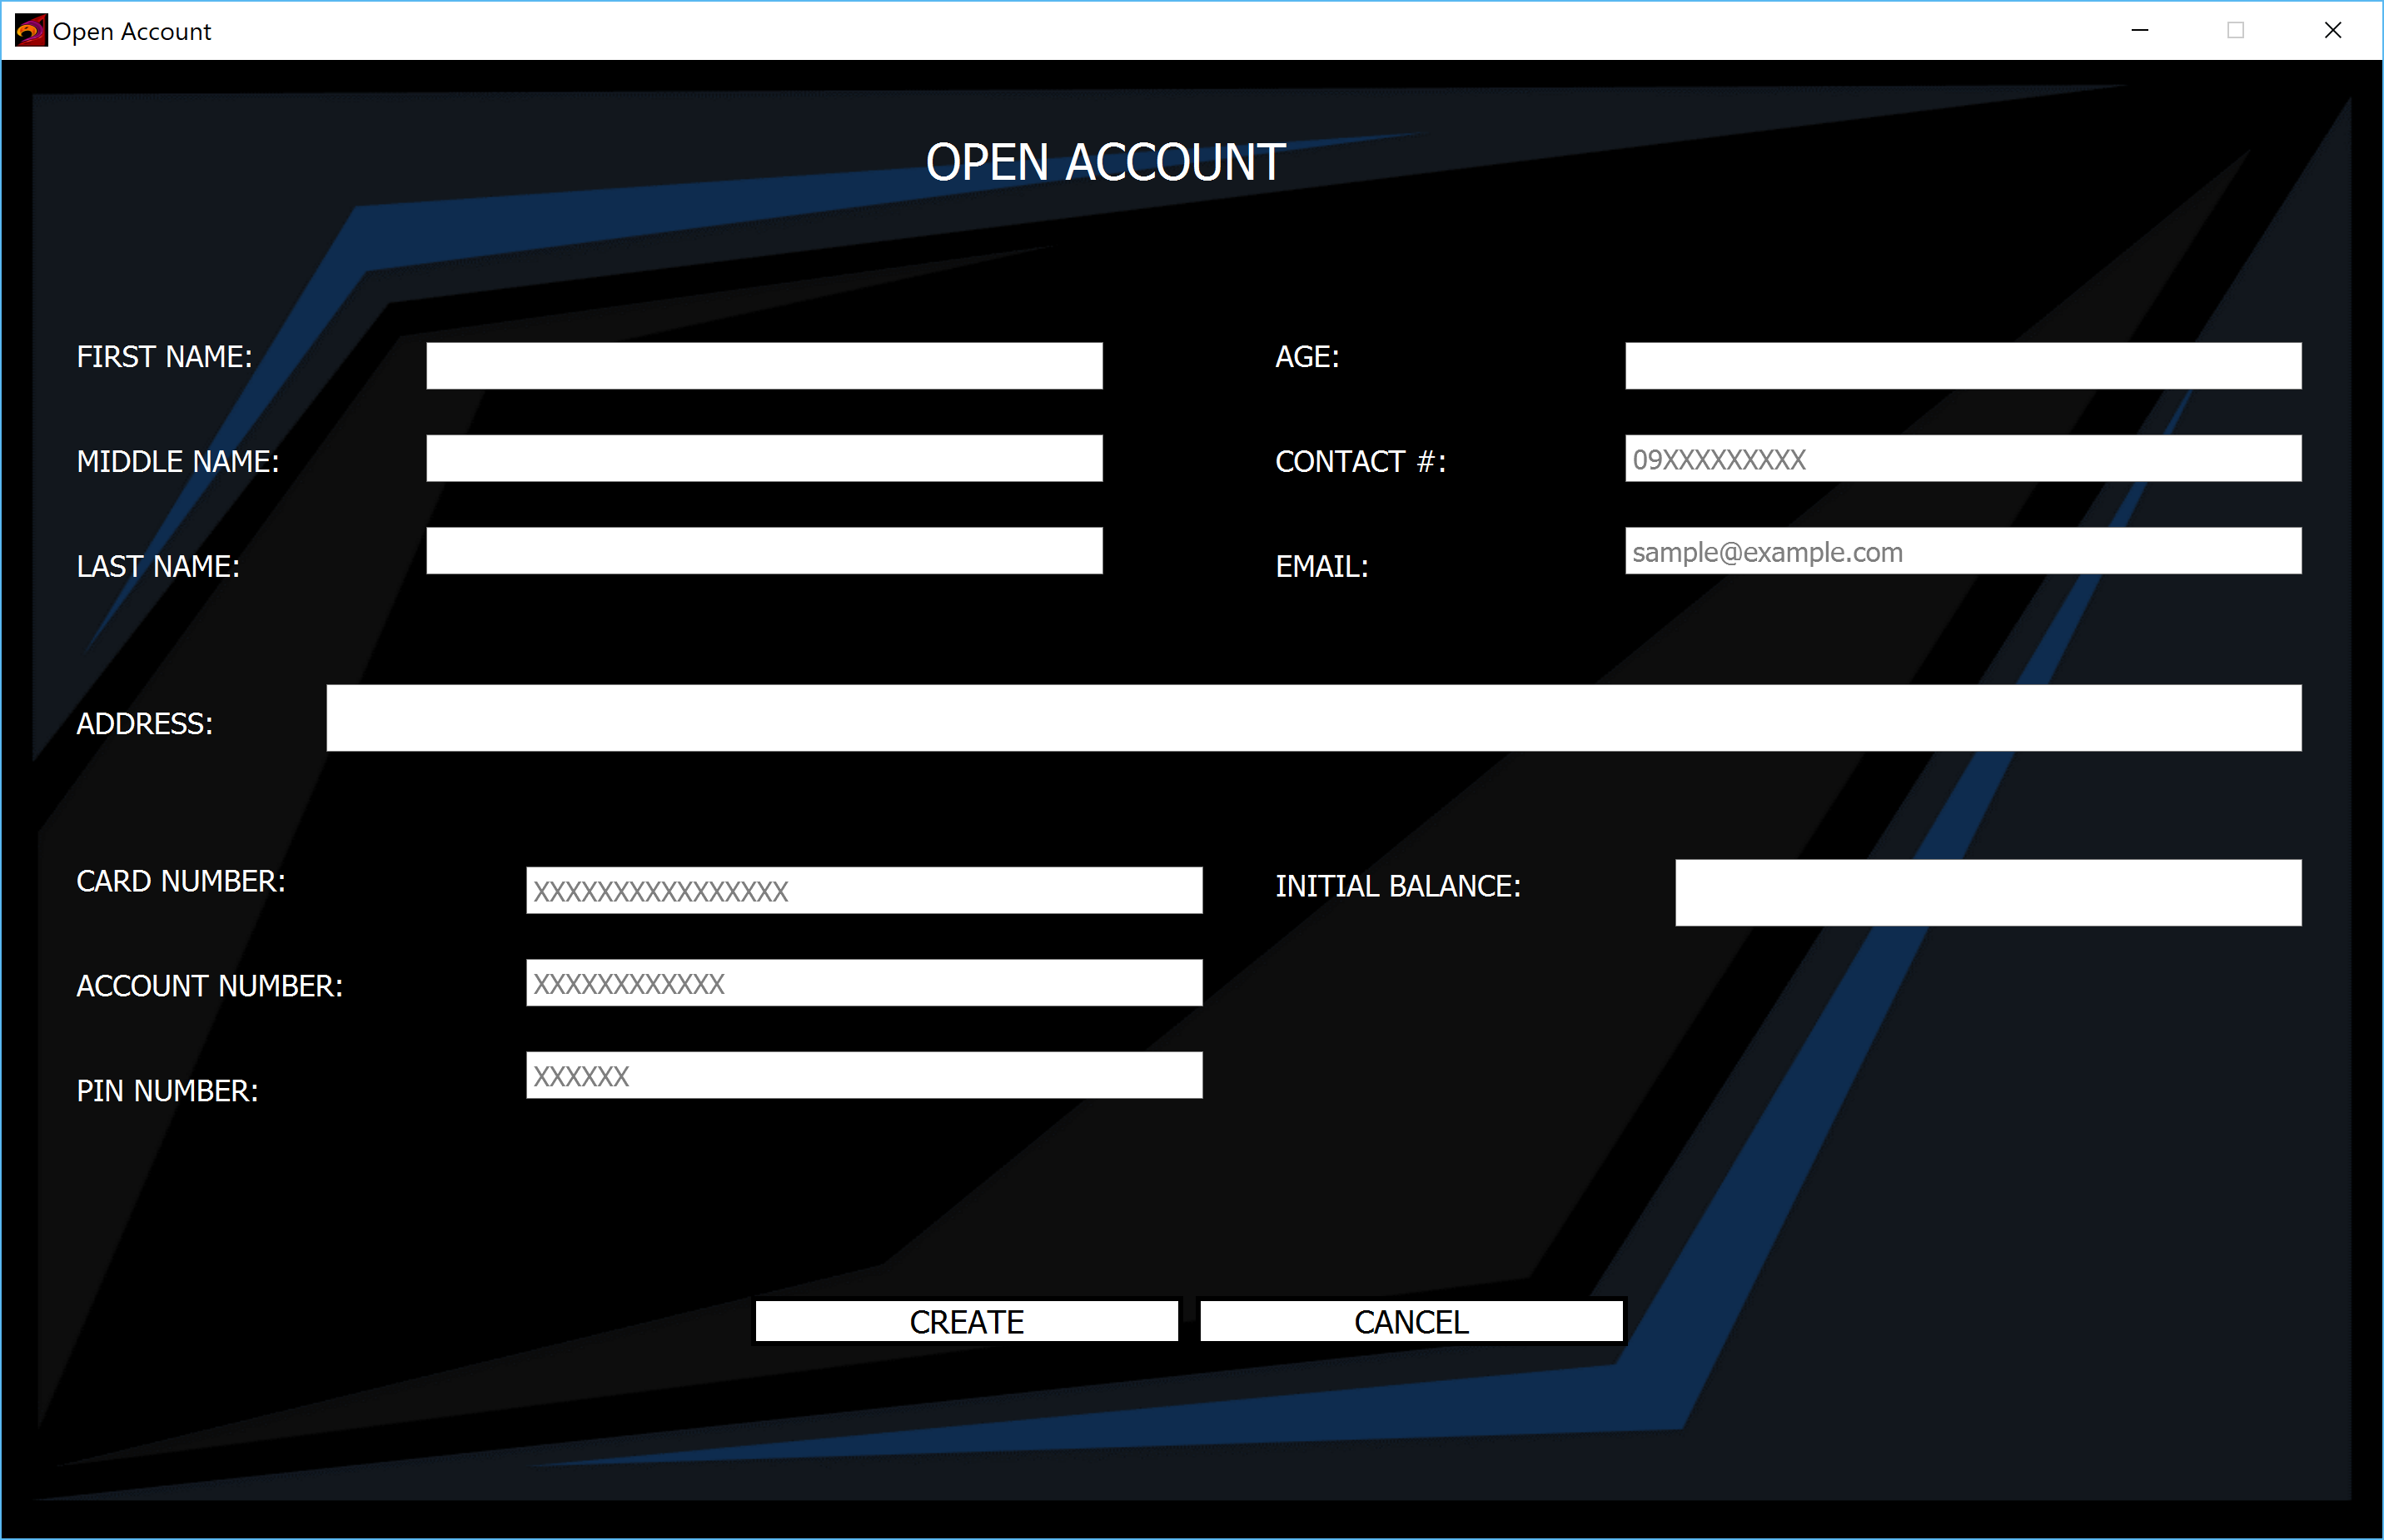 Open Account
OPEN ACCOUNT
FIRST NAME:
AGE:
MIDDLE NAME:
CONTACT #: 09XXXXXXXXX
LAST NAME:
EMAIL: sample@example.com
ADDRESS:
CARD NUMBER: XXXXXXXXXXXXXXXX
INITIAL BALANCE:
ACCOUNT NUMBER: XXXXXXXXXXXX
PIN NUMBER: XXXXXX
CREATE
CANCEL